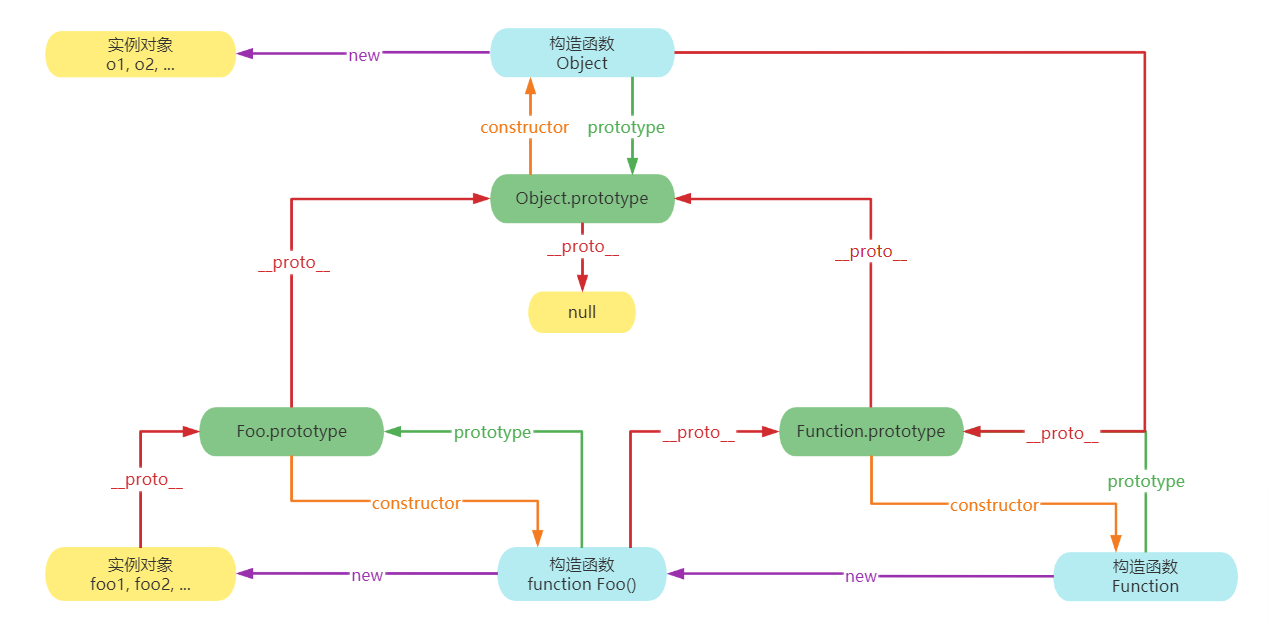 实例对象
o1, o2, ...
new
构造函数
Object
constructor
prototype
Object.prototype
__proto__
__proto__
__proto__
null
Foo.prototype
prototype
__proto__
Function.prototype
__proto__
__proto__
prototype
constructor
constructor
实例对象
foo1, foo2, ...
new
构造函数
function Foo()
new
构造函数
Function